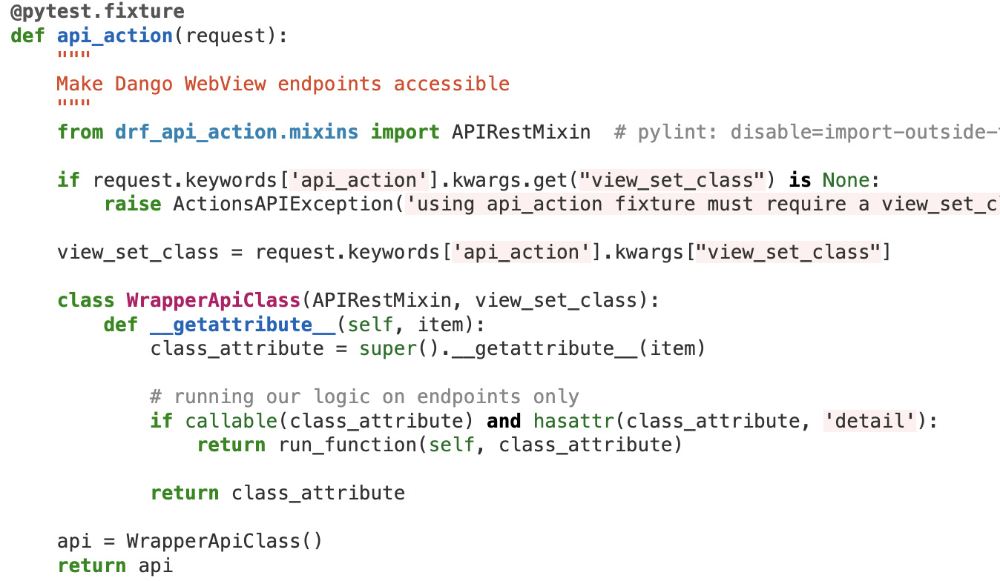 @pytest.fixture
def api_action(request):
    """
    Make Dango WebView endpoints accessible
    """
    from drf_api_action.mixins import APIRestMixin  # pylint: disable=import-outside-

    if request.keywords['api_action'].kwargs.get("view_set_class") is None:
        raise ActionsAPIException('using api_action fixture must require a view_set_c

    view_set_class = request.keywords['api_action'].kwargs["view_set_class"]

    class WrapperApiClass(APIRestMixin, view_set_class):
        def __getattribute__(self, item):
            class_attribute = super().__getattribute__(item)

            # running our logic on endpoints only
            if callable(class_attribute) and hasattr(class_attribute, 'detail'):
                return run_function(self, class_attribute)

            return class_attribute

    api = WrapperApiClass()
    return api